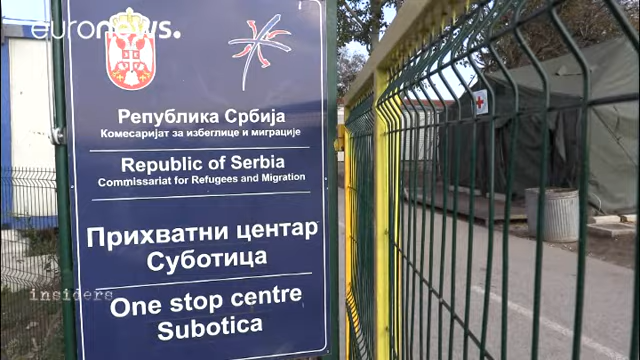 euronews.
Република Србија
Комесаријат за избеглице и миграције
Republic of Serbia
Commissariat for Refugees and Migration
Прихватни центар
Суботица
One stop centre
Subotica
insiders